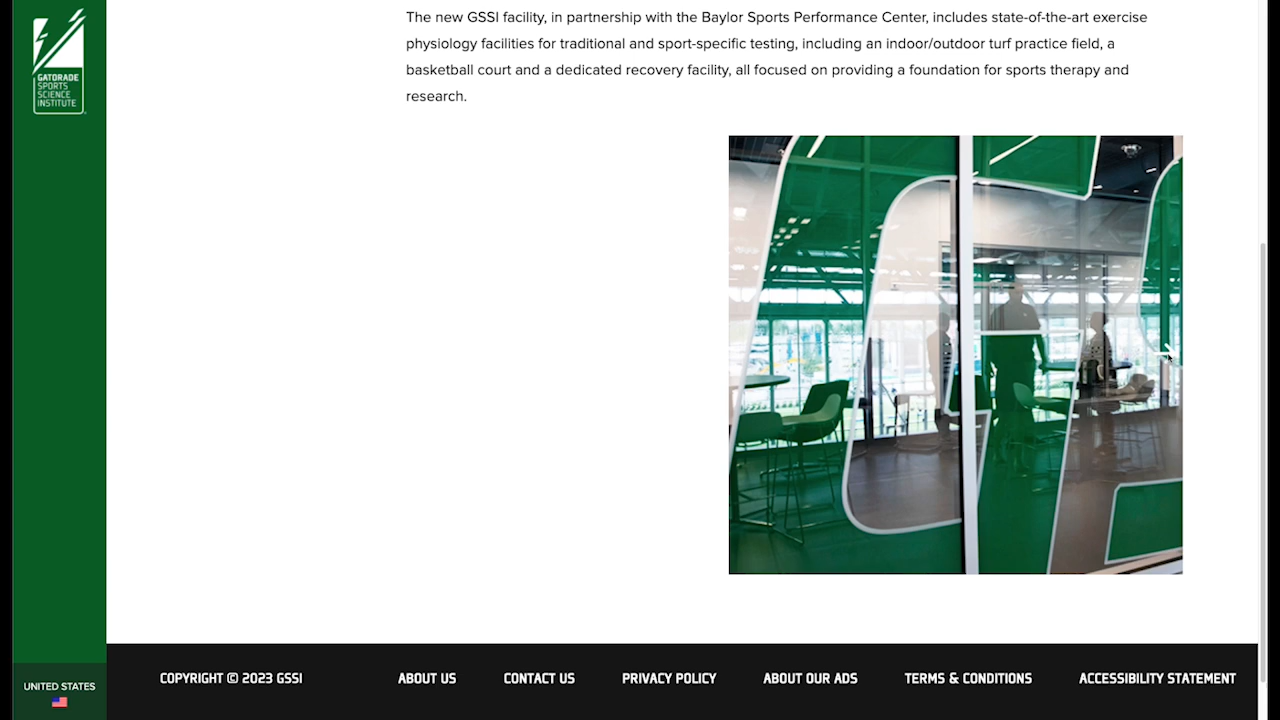 GATORADE
SPORTS
SCIENCE
INSTITUTE
The new GSSI facility, in partnership with the Baylor Sports Performance Center, includes state-of-the-art exercise
physiology facilities for traditional and sport-specific testing, including an indoor/outdoor turf practice field, a
basketball court and a dedicated recovery facility, all focused on providing a foundation for sports therapy and
research.
UNITED STATES
COPYRIGHT © 2023 GSSI
ABOUT US
CONTACT US
PRIVACY POLICY
ABOUT OUR ADS
TERMS & CONDITIONS
ACCESSIBILITY STATEMENT